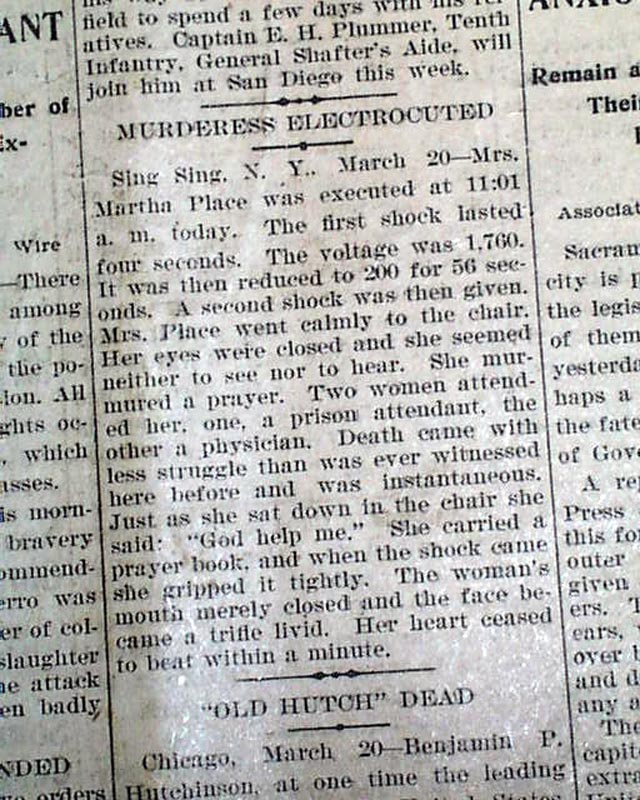 ANT
ber of
Ex-
Wire
—There
among
y of the
the po-
ion. All
ghts oc-
, which
asses.
is morn-
bravery
ommend-
erro was
er of col-
slaughter
he attack
en badly
NDED
orders
field to spend a few days with his rel-
atives. Captain E. H. Plummer, Tenth
Infantry, General Shafter's Aide, will
join him at San Diego this week.
MURDERESS ELECTROCUTED
Sing Sing, N. Y., March 20—Mrs.
Martha Place was executed at 11:01
a. m. today. The first shock lasted
four seconds. The voltage was 1,760.
It was then reduced to 200 for 56 sec-
onds. A second shock was then given.
Mrs. Place went calmly to the chair.
Her eyes were closed and she seemed
neither to see nor to hear. She mur-
mured a prayer. Two women attend-
ed her, one, a prison attendant, the
other a physician. Death came with
less struggle than was ever witnessed
here before and was instantaneous.
Just as she sat down in the chair she
said: "God help me." She carried a
prayer book, and when the shock came
she gripped it tightly. The woman's
mouth merely closed and the face be-
came a trifle livid. Her heart ceased
to beat within a minute.
"OLD HUTCH" DEAD
Chicago, March 20—Benjamin P.
Hutchinson, at one time the leading
Remain a
Their
Associat
Sacram
city is p
the legis
of them
yesterda
haps a
the fate
of Gove
A rep
Press
this for
outer
given
ers. T
ears, w
over b
and d
any a
The
capit
extra